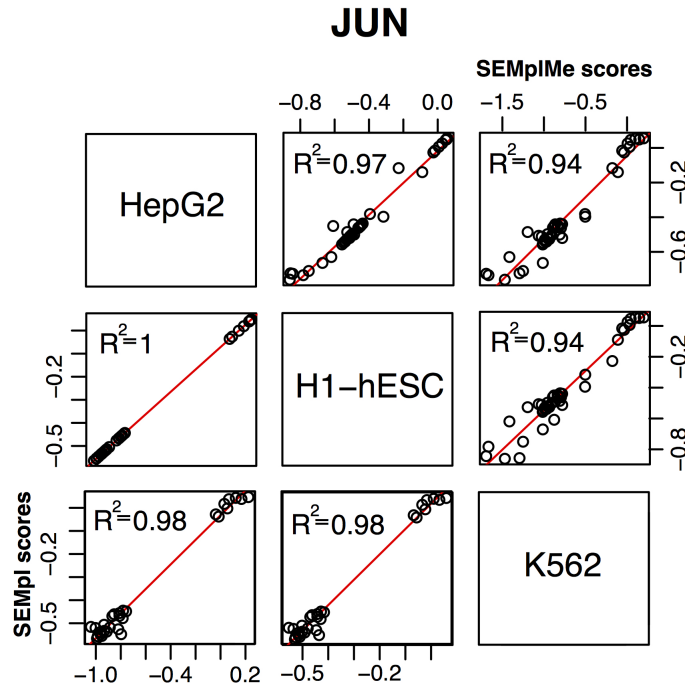 JUN
SEMplMe scores
−0.8 −0.4 0.0 −1.5 −0.5
HepG2
R²=0.97
R²=0.94
−0.2
−0.6
−0.2
−0.5
R²=1
H1−hESC
R²=0.94
−0.2
−0.8
SEMpl scores
−0.2
−0.5
R²=0.98
R²=0.98
K562
−1.0 −0.4 0.2 −0.5 −0.2